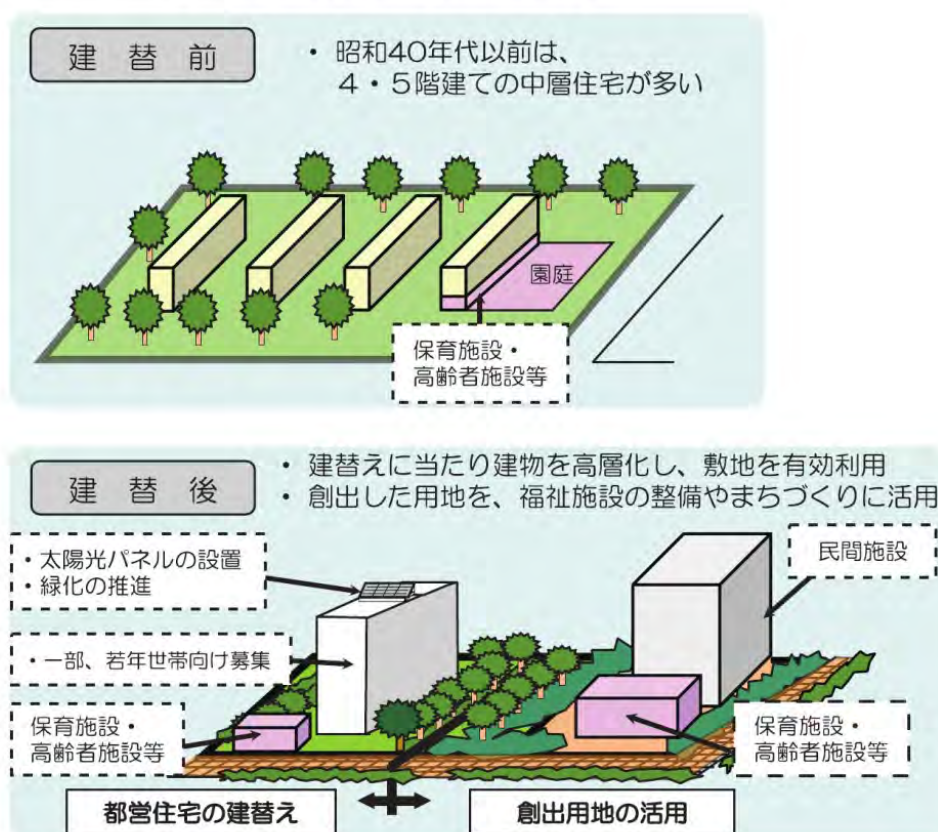 建替前
・ 昭和40年代以前は、
４・５階建ての中層住宅が多い
園庭
保育施設・
高齢者施設等
建替後
・ 建替えに当たり建物を高層化し、敷地を有効利用
・ 創出した用地を、福祉施設の整備やまちづくりに活用
・太陽光パネルの設置
・緑化の推進
民間施設
・一部、若年世帯向け募集
保育施設・
高齢者施設等
保育施設・
高齢者施設等
都営住宅の建替え
創出用地の活用